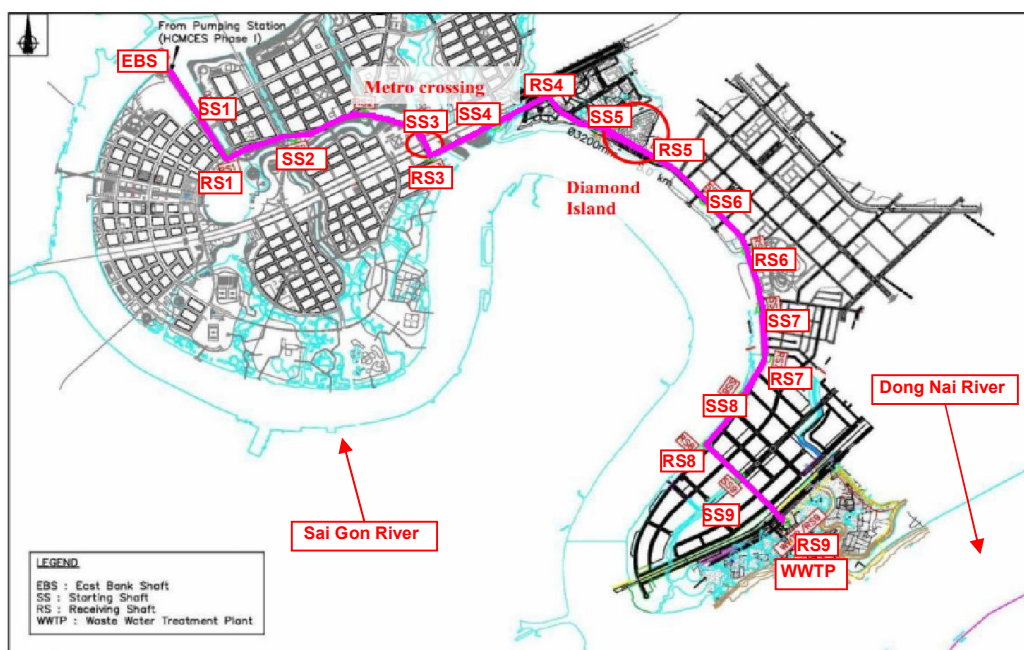 From Pumping Station
(HCMCES Phase I)
EBS
SS1
Metro crossing
RS4
SS3
SS4
SS5
SS2
RS1
RS3
Ø3200mm
km
RS5
Diamond
Island
SS6
RS6
SS7
RS7
Dong Nai River
SS8
RS8
SS9
RS9
WWTP
Sai Gon River
LEGEND
EBS : East Bank Shaft
SS : Starting Shaft
RS : Receiving Shaft
WWTP : Waste Water Treatment Plant